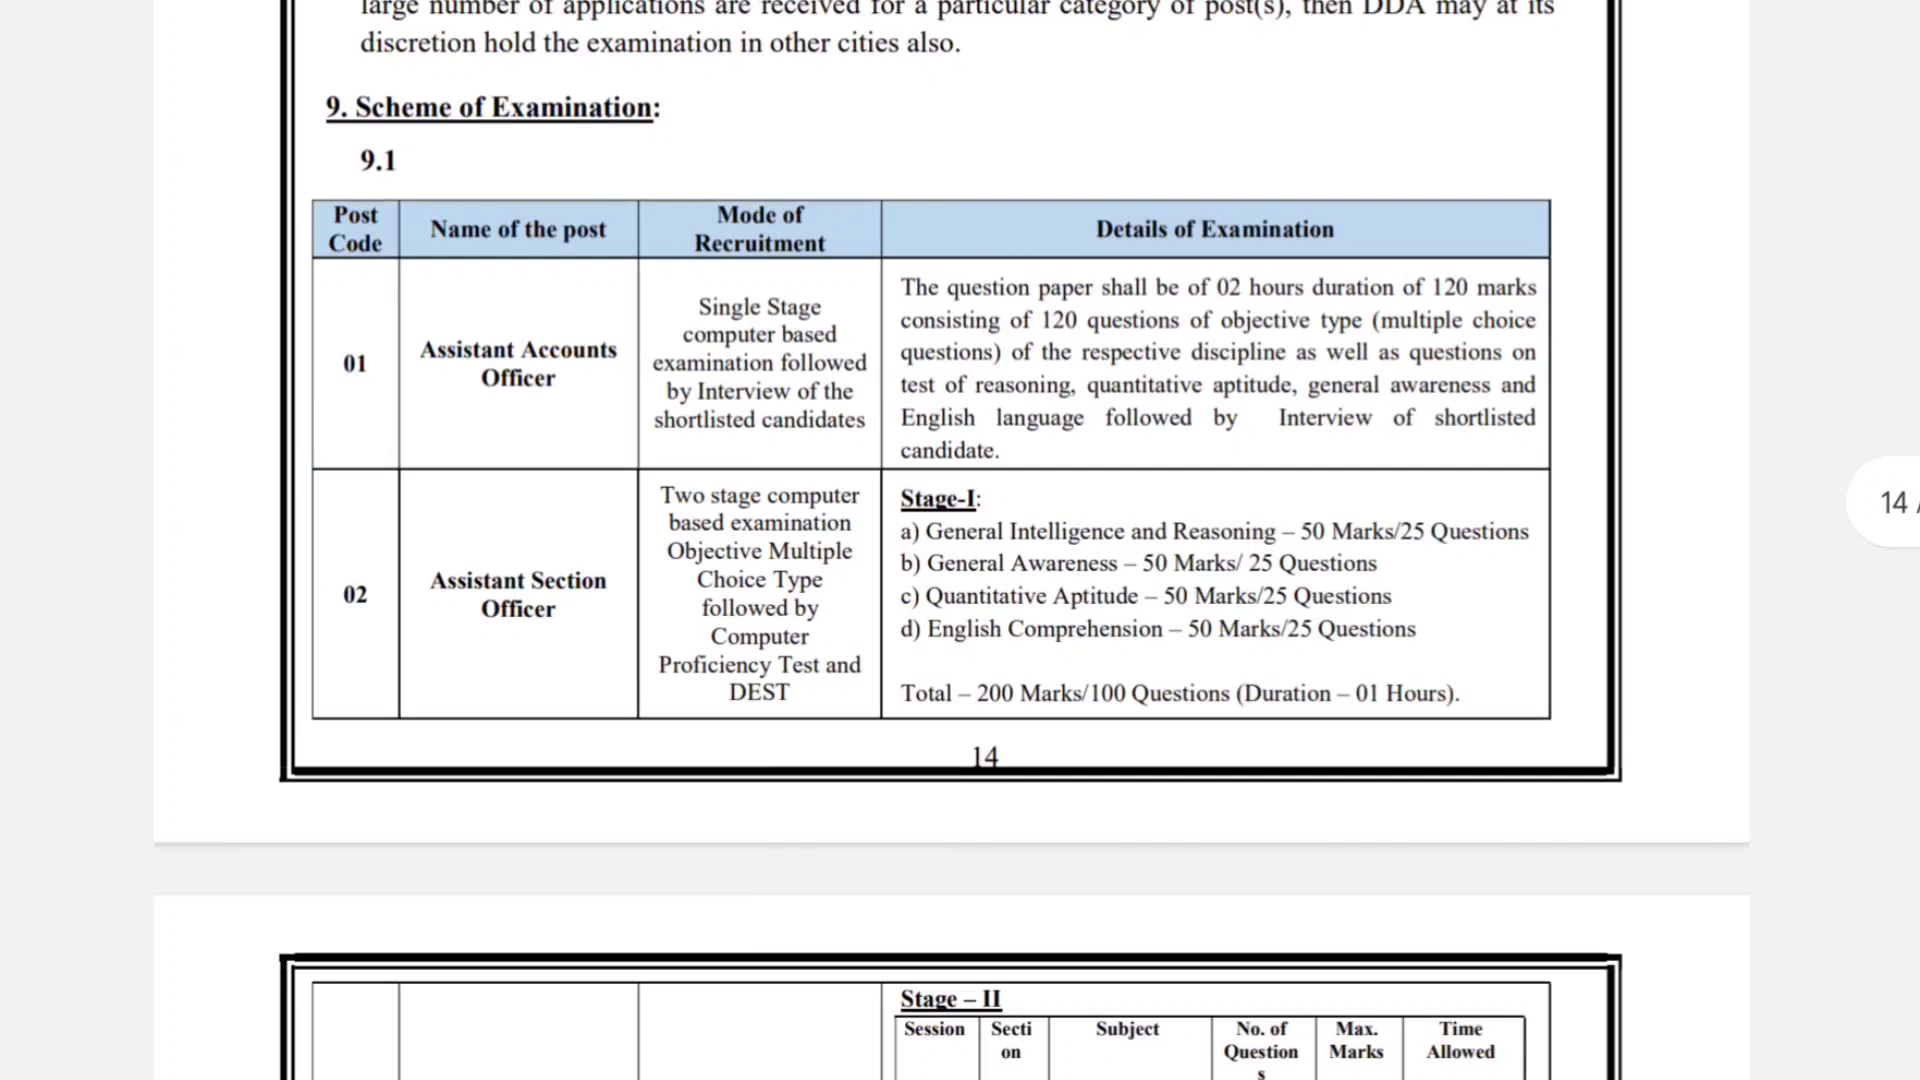 large number of applications are received for a particular category of post(s), then DDA may at its
discretion hold the examination in other cities also.
9. Scheme of Examination:
9.1
Post Code
Name of the post
Mode of Recruitment
Details of Examination
01
Assistant Accounts
Officer
Single Stage
computer based
examination followed
by Interview of the
shortlisted candidates
The question paper shall be of 02 hours duration of 120 marks
consisting of 120 questions of objective type (multiple choice
questions) of the respective discipline as well as questions on
test of reasoning, quantitative aptitude, general awareness and
English language followed by Interview of shortlisted
candidate.
02
Assistant Section
Officer
Two stage computer
based examination
Objective Multiple
Choice Type
followed by
Computer
Proficiency Test and
DEST
Stage-I:
a) General Intelligence and Reasoning – 50 Marks/25 Questions
b) General Awareness – 50 Marks/ 25 Questions
c) Quantitative Aptitude – 50 Marks/25 Questions
d) English Comprehension – 50 Marks/25 Questions
Total – 200 Marks/100 Questions (Duration – 01 Hours).
14
14 /
Stage – II
Session
Secti
on
Subject
No. of
Question
s
Max.
Marks
Time
Allowed